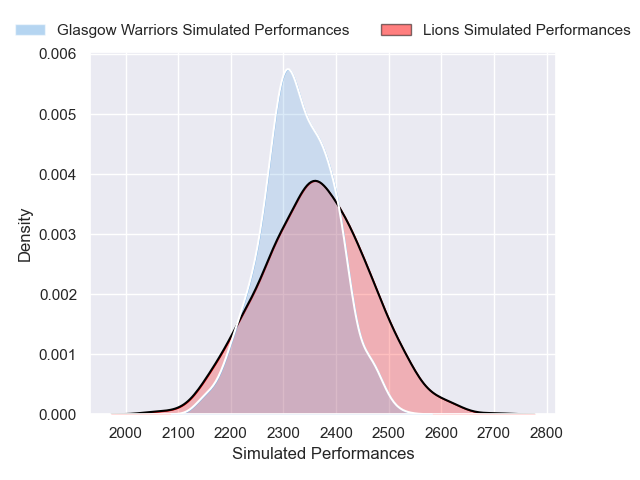 Glasgow Warriors Simulated Performances Lions Simulated Performances
0.006
0.005
0.004
0.003
0.002
0.001
0.000
Density
2000 2100 2200 2300 2400 2500 2600 2700 2800
Simulated Performances